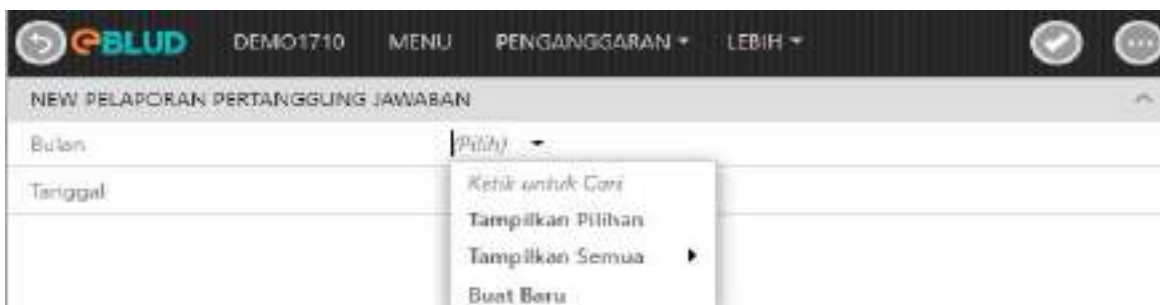 eBLUD DEMO1710 MENU PENGANGGARAN LEBIH
NEW PELAPORAN PERTANGGUNG JAWABAN
Bulan (Pilih)
Ketik untuk Cari
Tanggal
Tampilkan Pilihan
Tampilkan Semua
Buat Baru